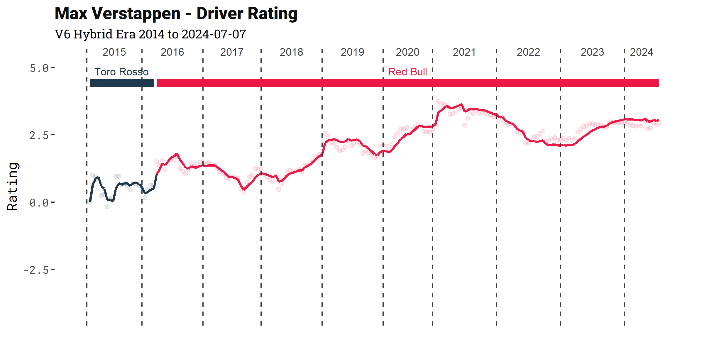 Max Verstappen - Driver Rating
V6 Hybrid Era 2014 to 2024-07-07
2015 2016 2017 2018 2019 2020 2021 2022 2023 2024
5.0
Toro Rosso Red Bull
2.5
Rating
0.0
-2.5